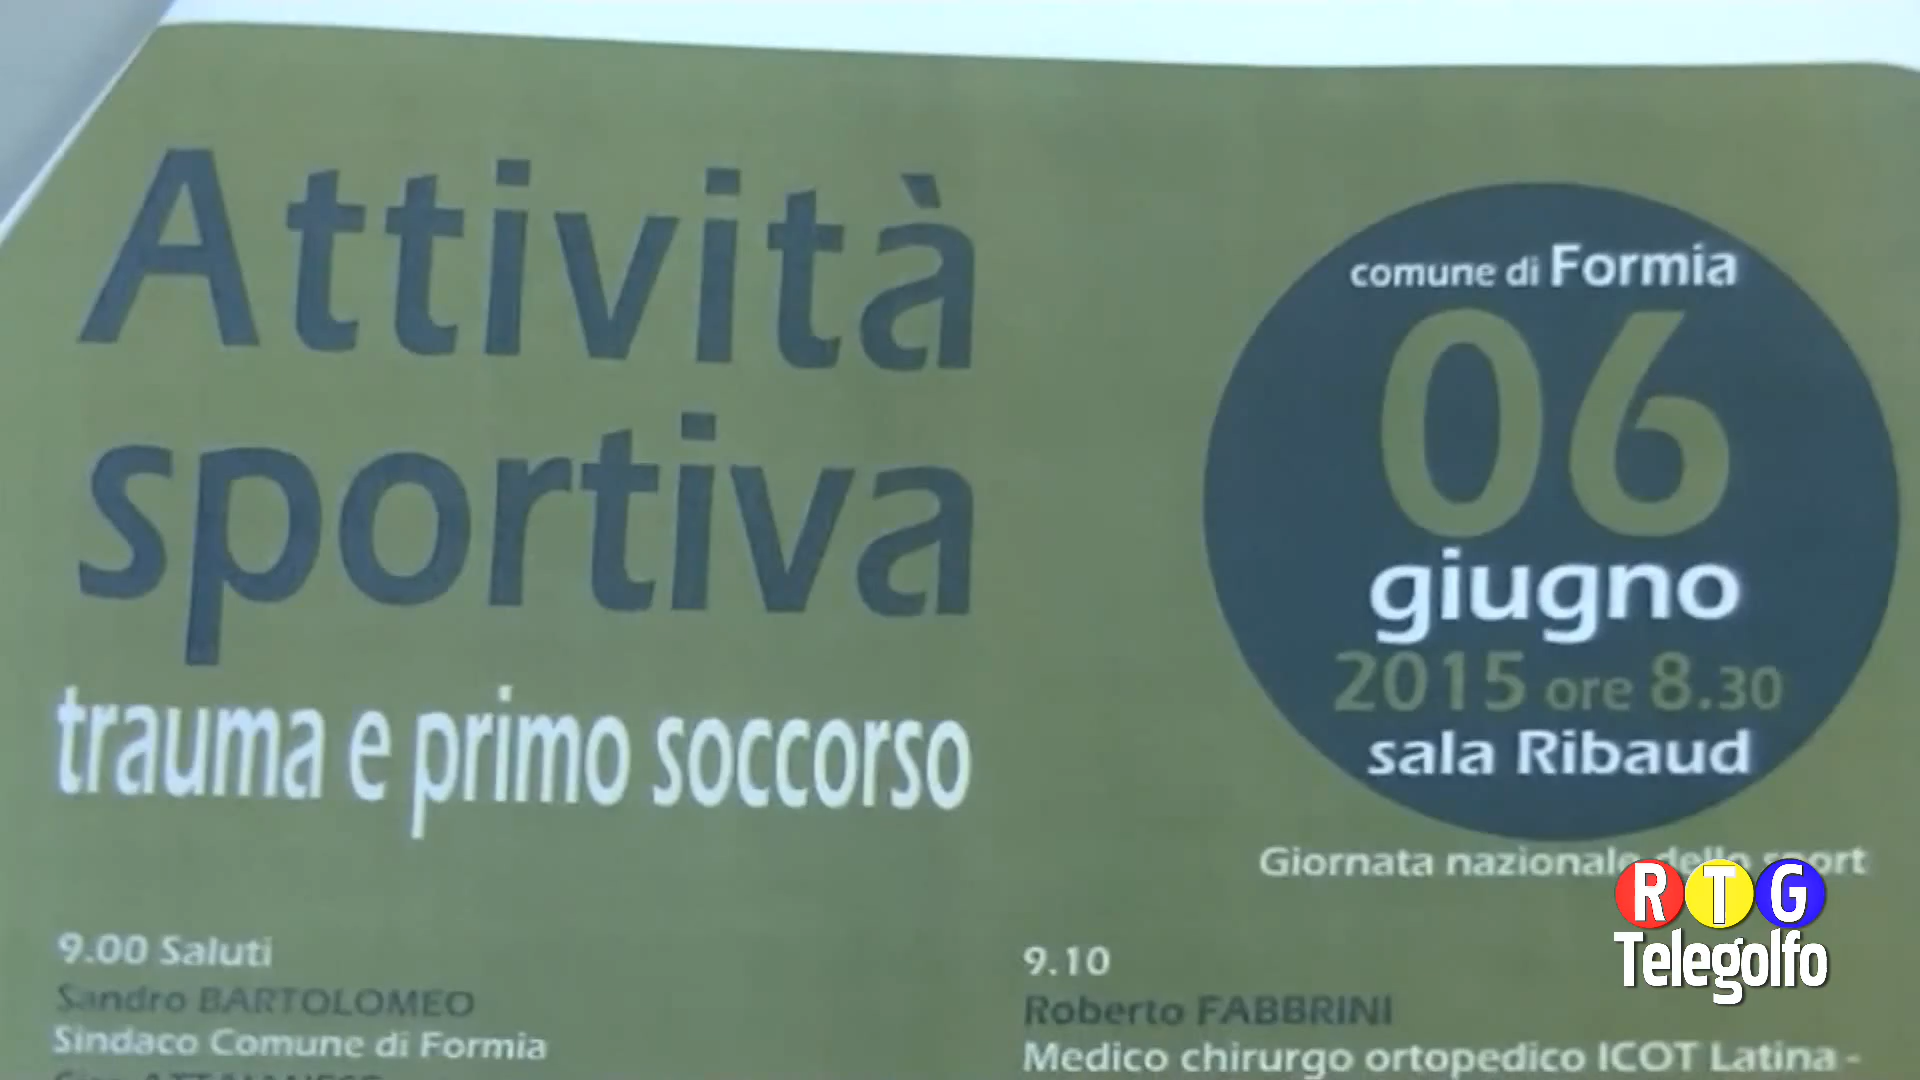 Attività
sportiva
trauma e primo soccorso
comune di Formia
06
giugno
2015 ore 8.30
sala Ribaud
Giornata nazionale dello sport
9.00 Saluti
Sandro BARTOLOMEO
Sindaco Comune di Formia
9.10
Roberto FABBRINI
Medico chirurgo ortopedico ICOT Latina -
RTG
Telegolfo